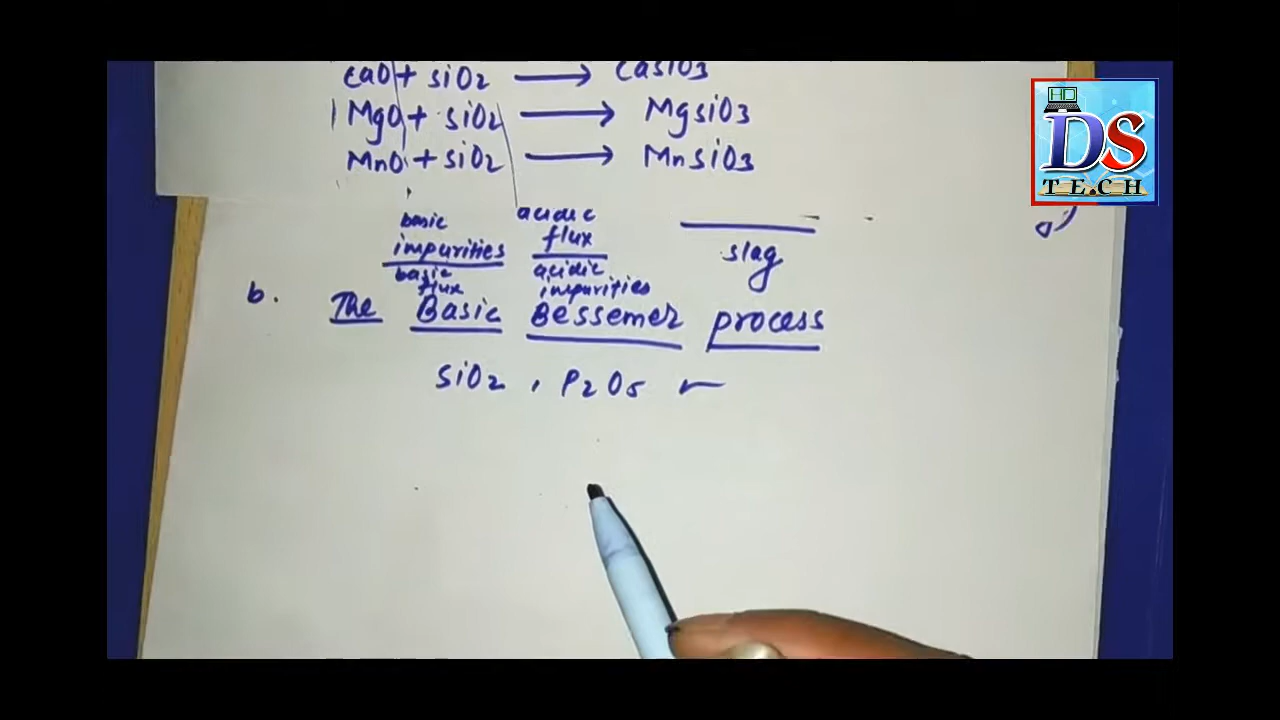 CaO + SiO2 → CaSiO3
MgO + SiO2 → MgSiO3
MnO + SiO2 → MnSiO3
basic acidic
impurities flux slag
basic acidic
flux impurities
b. The Basic Bessemer process
SiO2 , P2O5
HD
DS
TECH